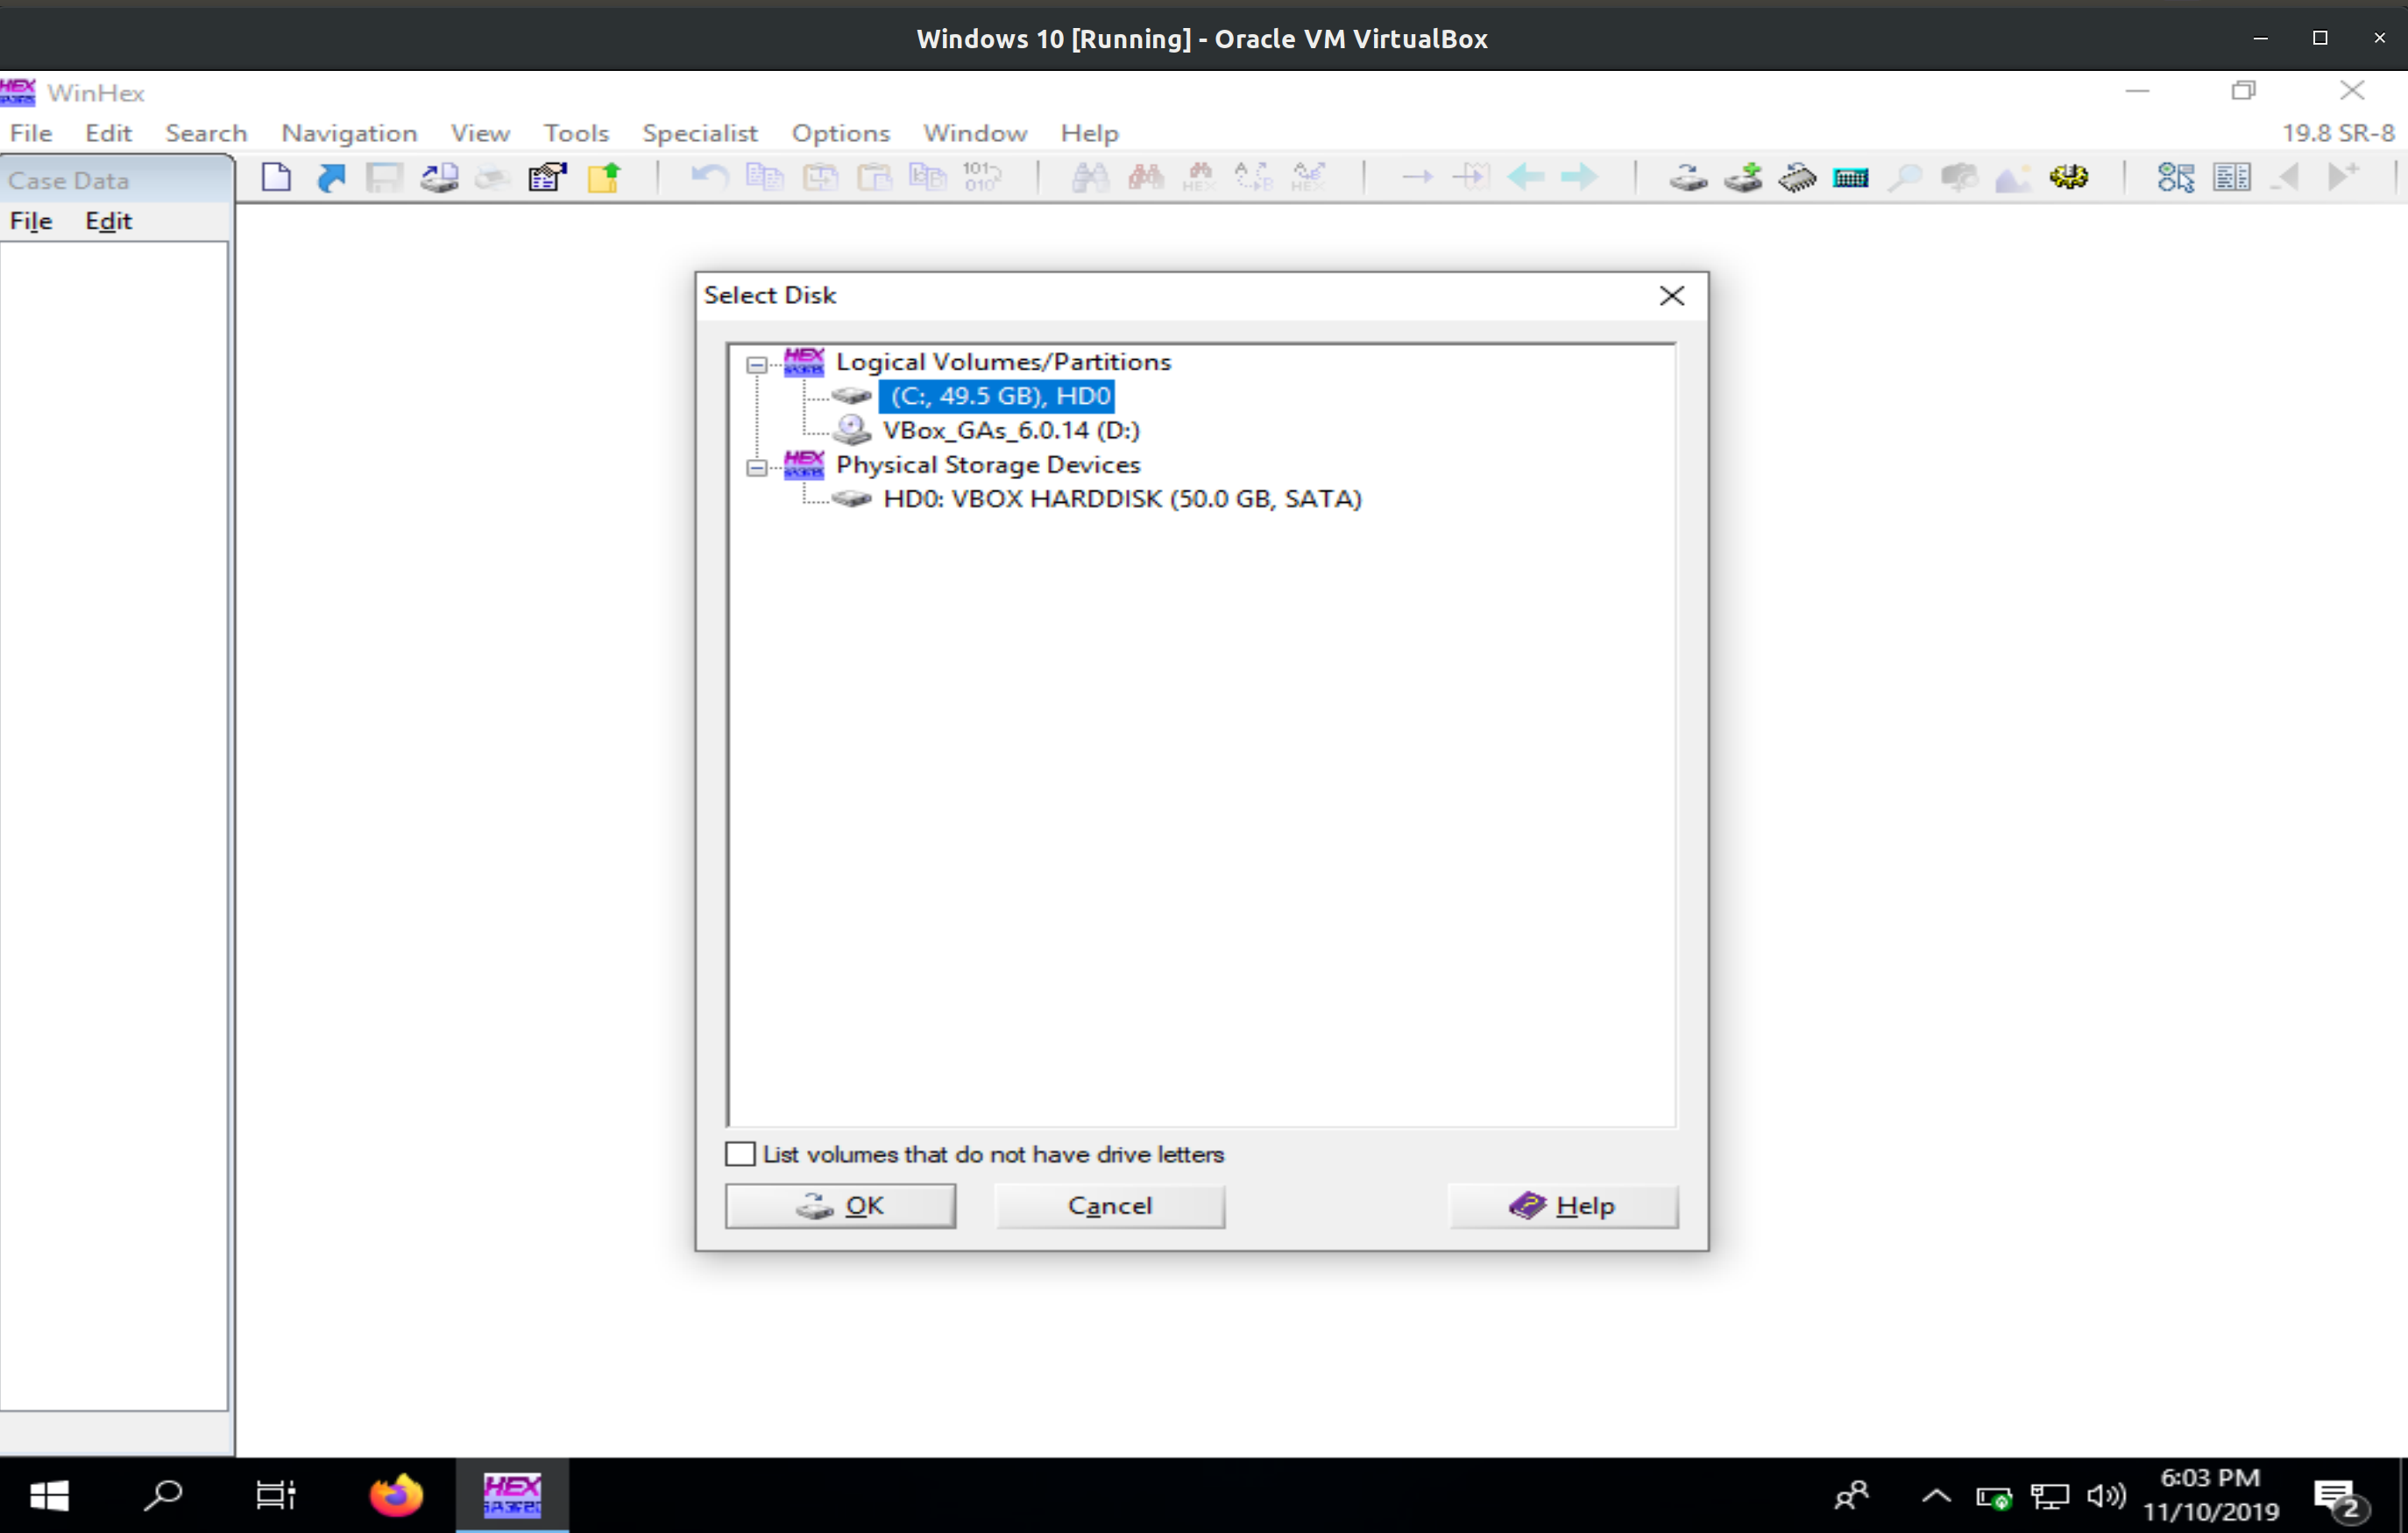 Windows 10 [Running] - Oracle VM VirtualBox
WinHex
File Edit Search Navigation View Tools Specialist Options Window Help 19.8 SR-8
Case Data
File Edit
Select Disk
Logical Volumes/Partitions
(C:, 49.5 GB), HD0
VBox_GAs_6.0.14 (D:)
Physical Storage Devices
HD0: VBOX HARDDISK (50.0 GB, SATA)
List volumes that do not have drive letters
OK Cancel Help
6:03 PM
11/10/2019
2